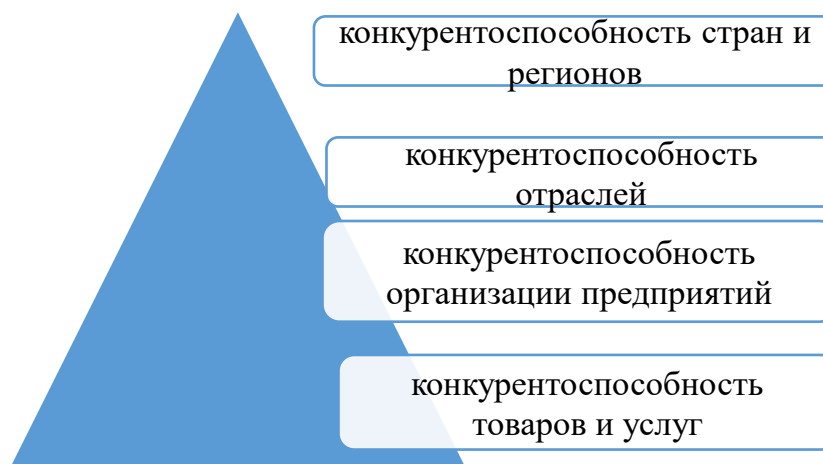 конкурентоспособность стран и
регионов
конкурентоспособность
отраслей
конкурентоспособность
организации предприятий
конкурентоспособность
товаров и услуг